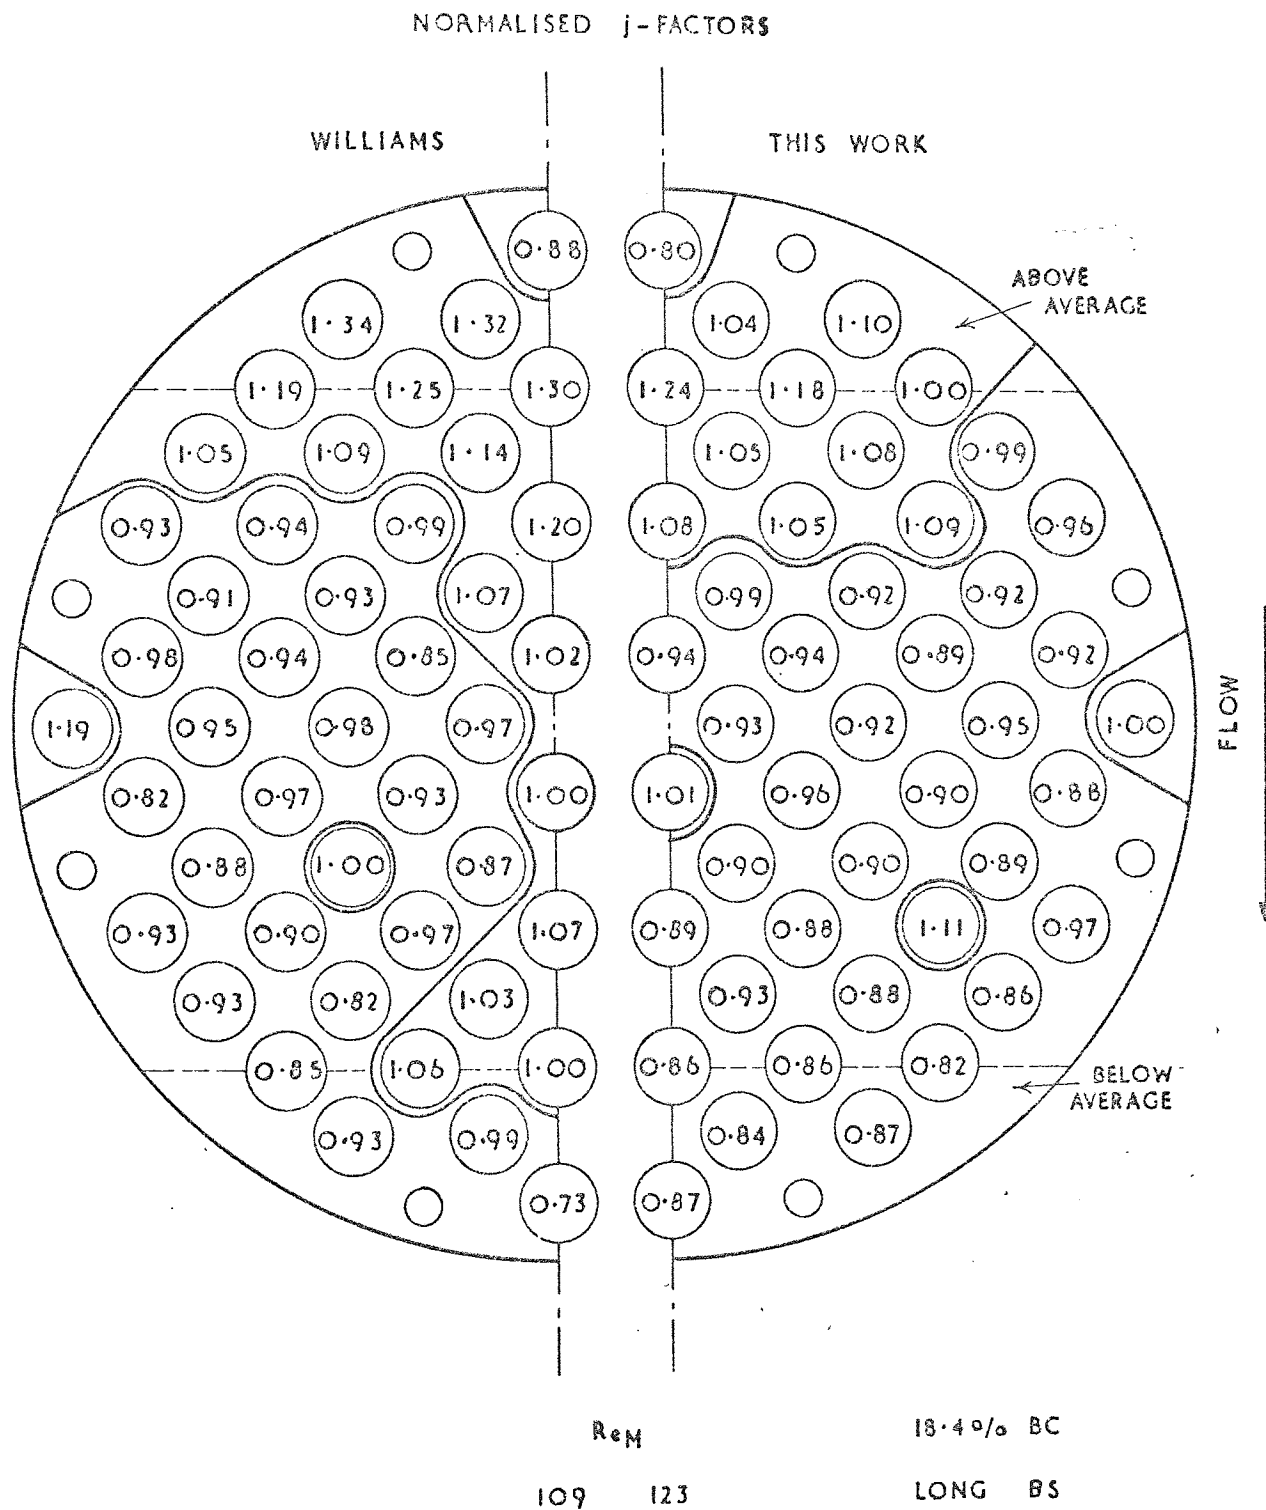 NORMALISED j-FACTORS
WILLIAMS THIS WORK
0.88 0.80
ABOVE
AVERAGE
1.34 1.32 1.04 1.10
1.19 1.25 1.30 1.24 1.18 1.00
1.05 1.09 1.14 1.05 1.08 0.99
0.93 0.94 0.99 1.20 1.08 1.05 1.09 0.96
0.91 0.93 1.07 0.99 0.92 0.92
0.98 0.94 0.85 1.02 0.94 0.94 0.89 0.92
1.19 0.95 0.98 0.97 0.93 0.92 0.95 1.00
FLOW
0.82 0.97 0.93 1.00 1.01 0.96 0.90 0.88
0.88 1.00 0.87 0.90 0.90 0.89
0.93 0.90 0.97 1.07 0.89 0.88 1.11 0.97
0.93 0.82 1.03 0.93 0.88 0.86
0.85 1.06 1.00 0.86 0.86 0.82
BELOW
AVERAGE
0.93 0.99 0.84 0.87
0.73 0.87
ReM 18.4% BC
109 123 LONG BS